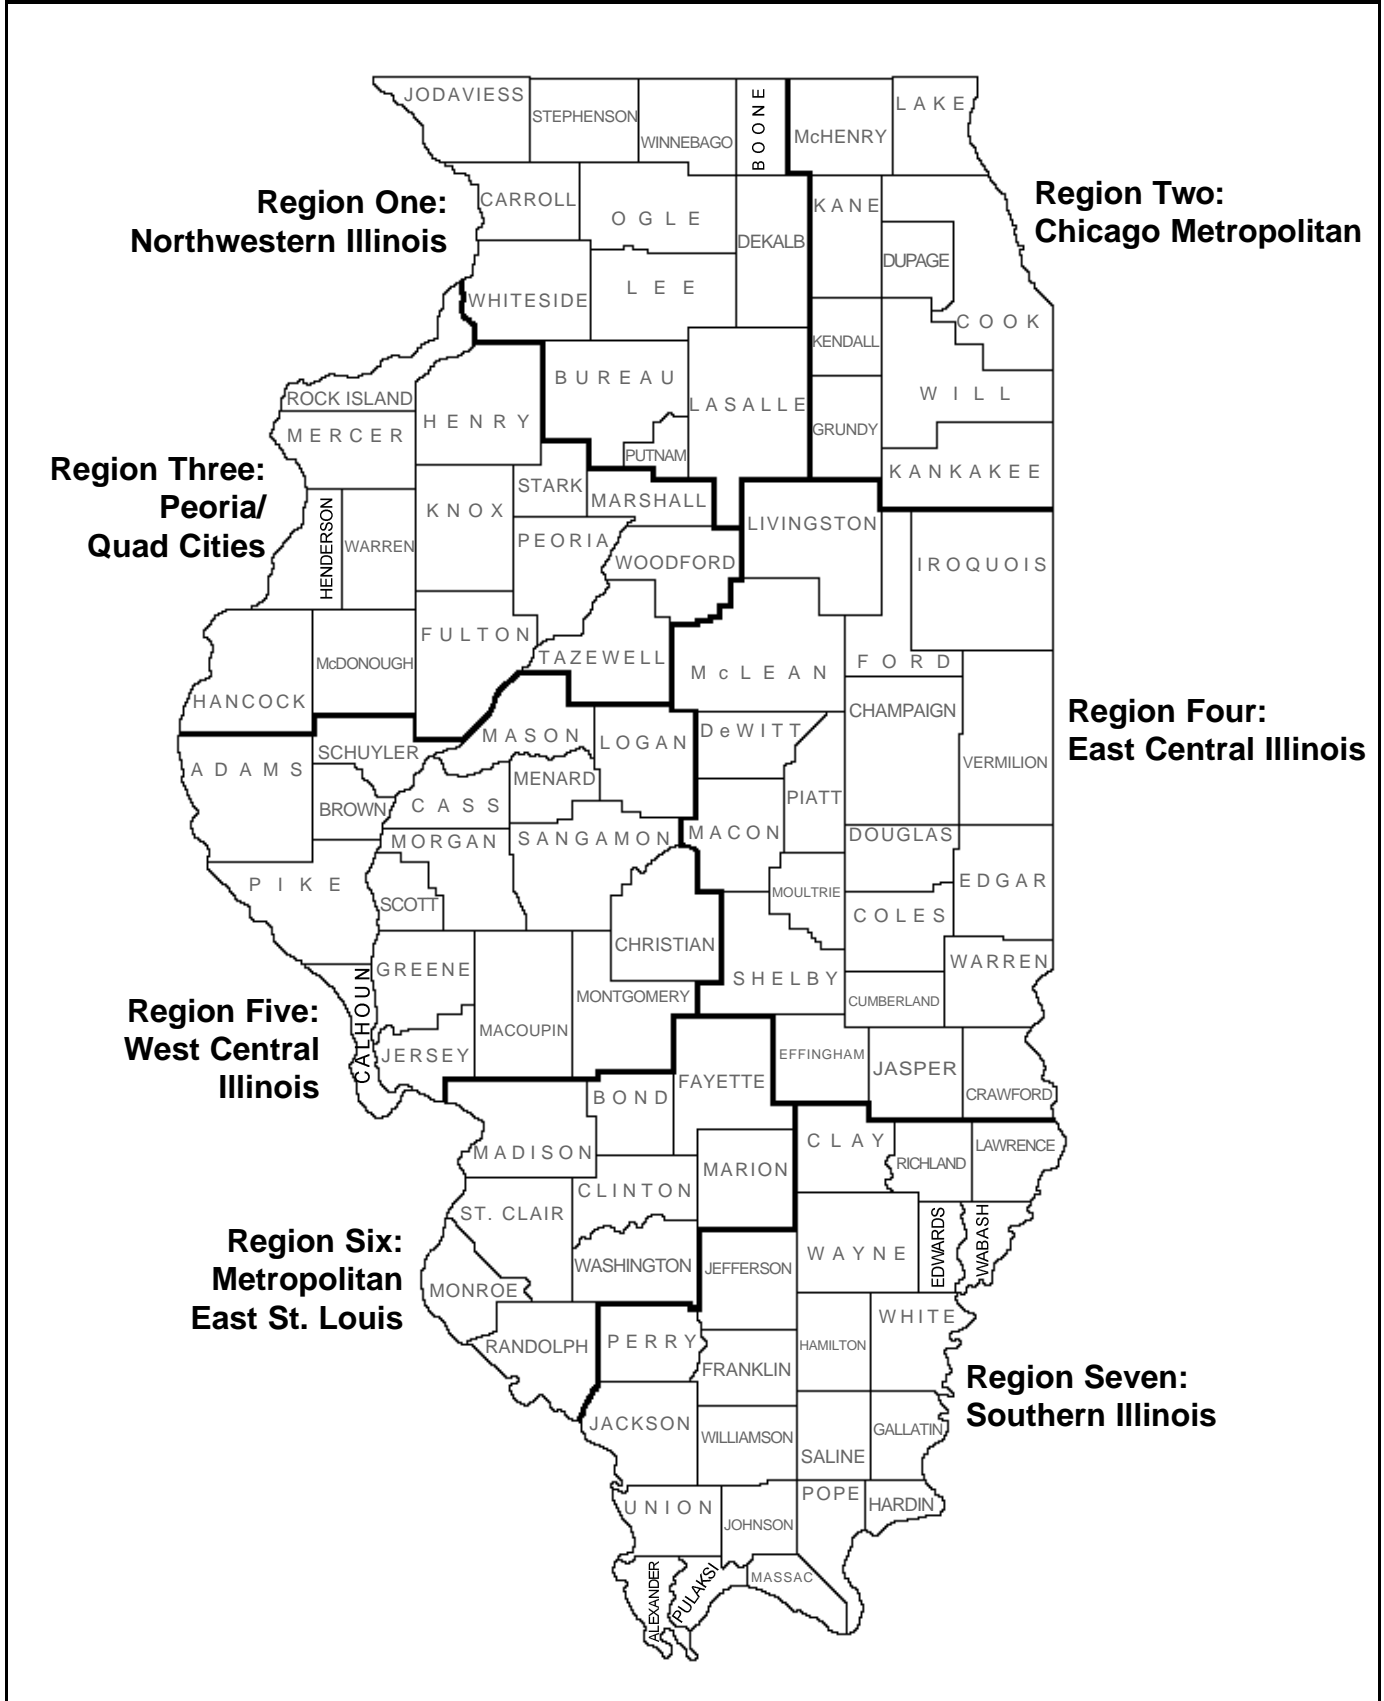 JODAVIESS
STEPHENSON
WINNEBAGO
BOONE
McHENRY
LAKE
Region One:
Northwestern Illinois
CARROLL
OGLE
DEKALB
KANE
DUPAGE
Region Two:
Chicago Metropolitan
WHITESIDE
LEE
COOK
KENDALL
BUREAU
LASALLE
WILL
ROCK ISLAND
HENRY
MERCER
GRUNDY
PUTNAM
KANKAKEE
Region Three:
Peoria/
Quad Cities
STARK
MARSHALL
KNOX
HENDERSON
WARREN
PEORIA
WOODFORD
LIVINGSTON
IROQUOIS
FULTON
TAZEWELL
McDONOUGH
HANCOCK
McLEAN
FORD
CHAMPAIGN
VERMILION
Region Four:
East Central Illinois
MASON
LOGAN
DeWITT
SCHUYLER
ADAMS
MENARD
PIATT
BROWN
CASS
MORGAN
SANGAMON
MACON
DOUGLAS
PIKE
SCOTT
MOULTRIE
EDGAR
COLES
CHRISTIAN
GREENE
CALHOUN
SHELBY
WARREN
MONTGOMERY
CUMBERLAND
MACOUPIN
JERSEY
Region Five:
West Central
Illinois
FAYETTE
EFFINGHAM
JASPER
CRAWFORD
BOND
MADISON
MARION
CLAY
RICHLAND
LAWRENCE
CLINTON
ST. CLAIR
WASHINGTON
JEFFERSON
WAYNE
EDWARDS
WABASH
MONROE
Region Six:
Metropolitan
East St. Louis
RANDOLPH
PERRY
FRANKLIN
HAMILTON
WHITE
Region Seven:
Southern Illinois
JACKSON
WILLIAMSON
SALINE
GALLATIN
UNION
JOHNSON
POPE
HARDIN
ALEXANDER
PULAKSI
MASSAC